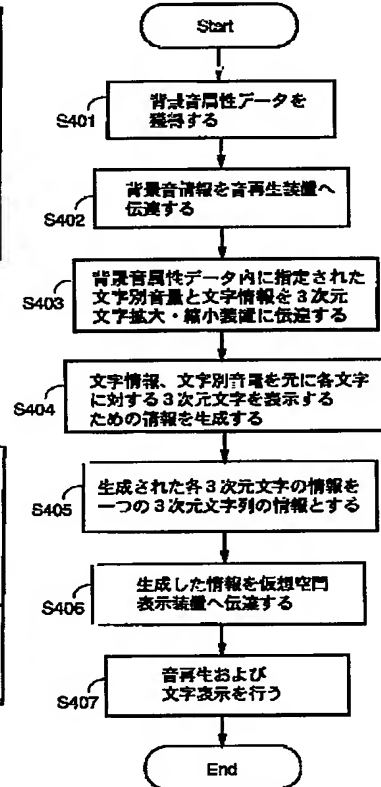 Start
S401
背景音属性データを
獲得する
S402
背景音情報を音再生装置へ
伝達する
S403
背景音属性データ内に指定された
文字別音量と文字情報を3次元
文字拡大・縮小装置に伝達する
S404
文字情報、文字別音量を元に各文字
に対する3次元文字を表示する
ための情報を生成する
S405
生成された各3次元文字の情報を
一つの3次元文字列の情報とする
S406
生成した情報を仮想空間
表示装置へ伝達する
S407
音再生および
文字表示を行う
End